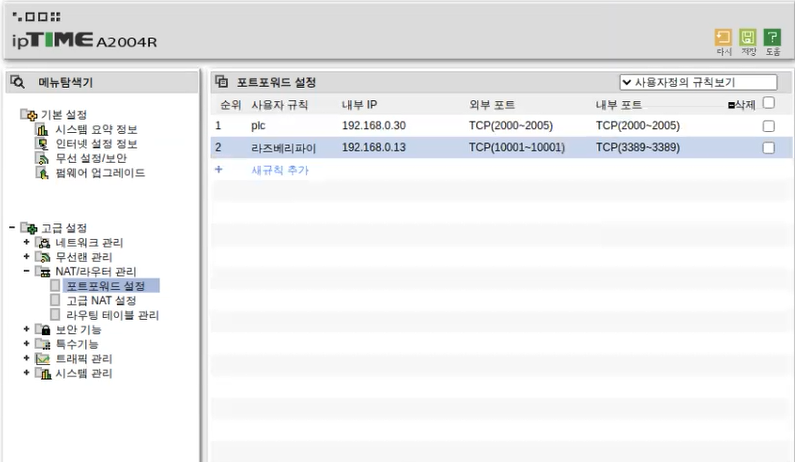 ipTIME A2004R
다시 저장 도움
메뉴탐색기
기본 설정
시스템 요약 정보
인터넷 설정 정보
무선 설정/보안
펌웨어 업그레이드
고급 설정
네트워크 관리
무선랜 관리
NAT/라우터 관리
포트포워드 설정
고급 NAT 설정
라우팅 테이블 관리
보안 기능
특수기능
트래픽 관리
시스템 관리
포트포워드 설정 사용자정의 규칙보기
순위 사용자 규칙 내부 IP 외부 포트 내부 포트 삭제
1 plc 192.168.0.30 TCP(2000~2005) TCP(2000~2005)
2 라즈베리파이 192.168.0.13 TCP(10001~10001) TCP(3389~3389)
+ 새규칙 추가